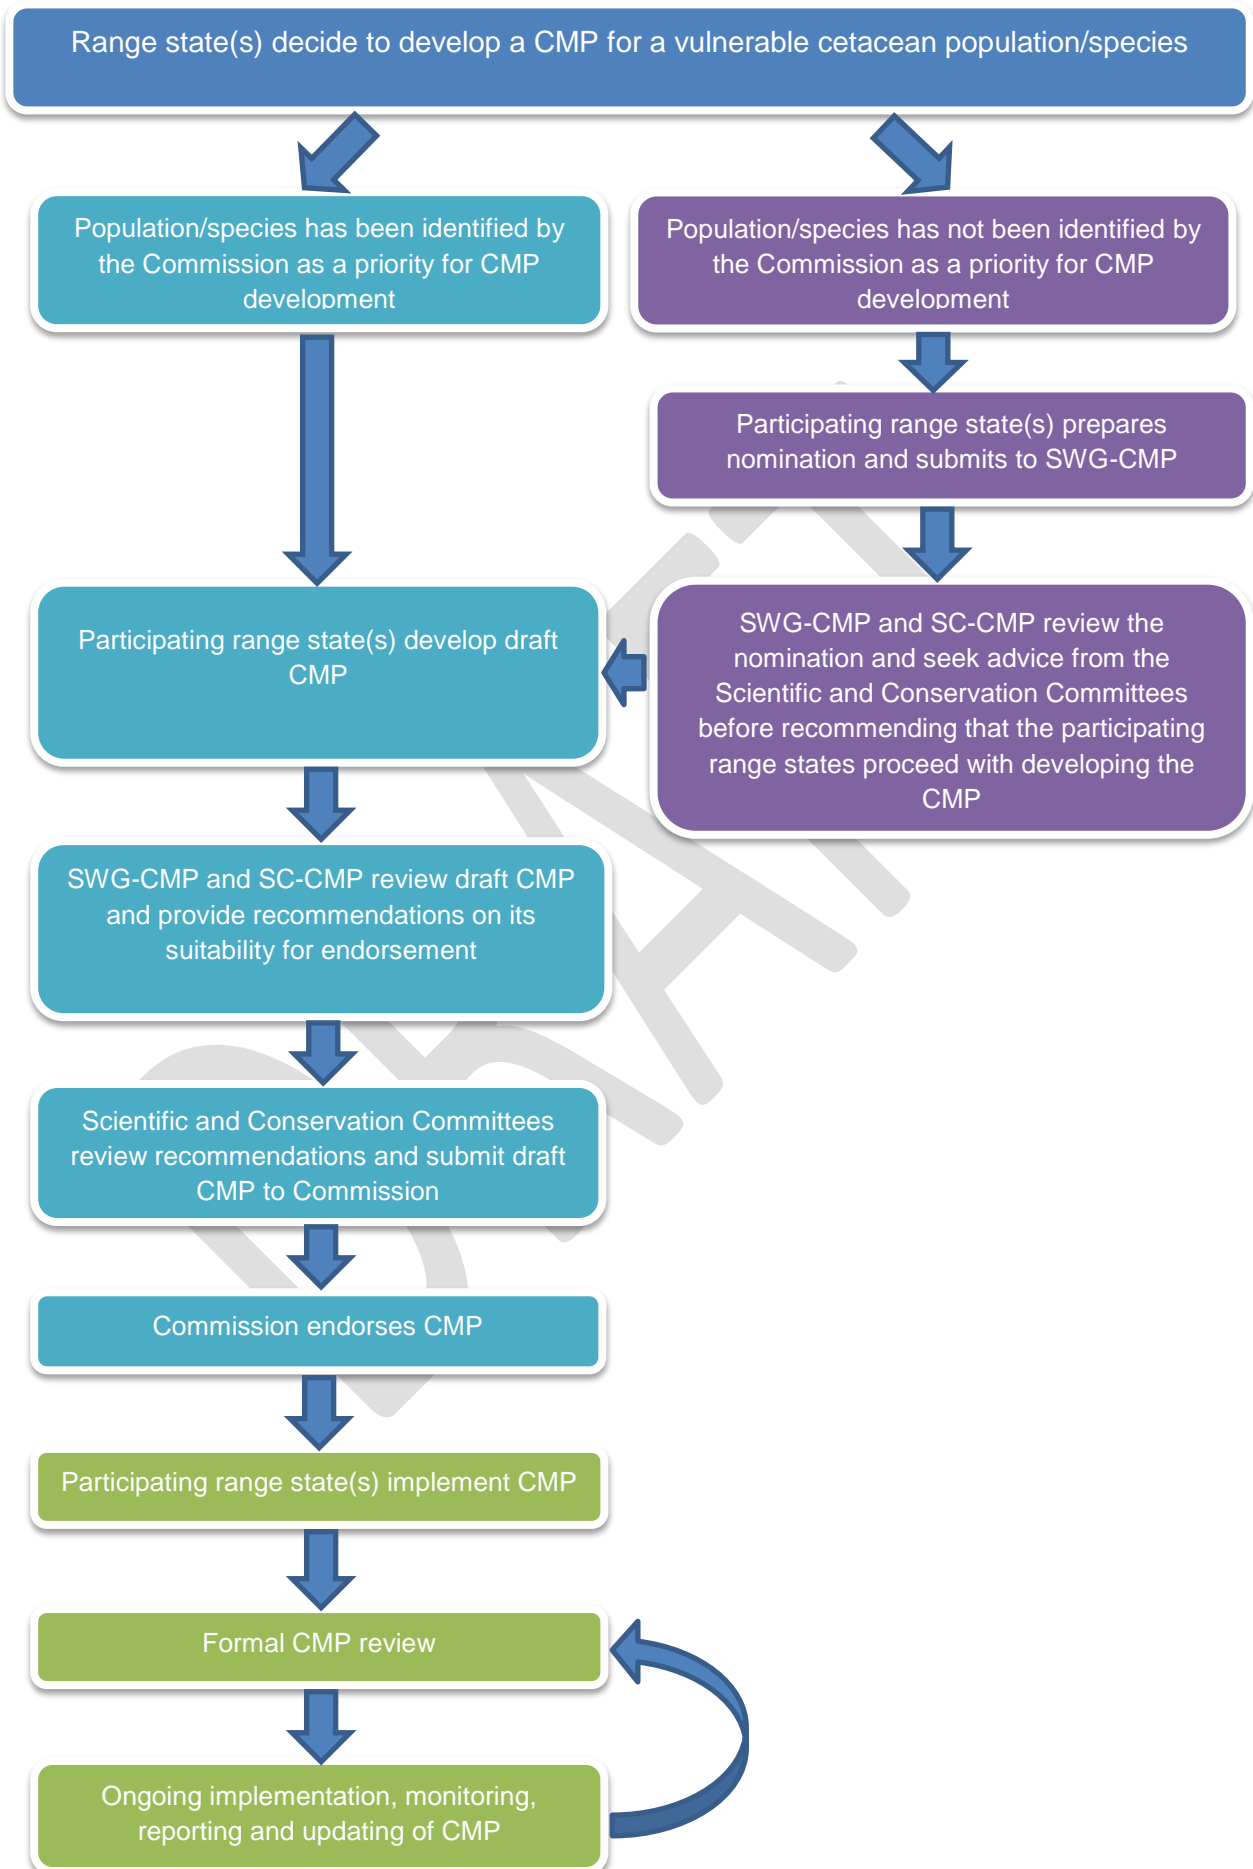 Range state(s) decide to develop a CMP for a vulnerable cetacean population/species
Population/species has been identified by
the Commission as a priority for CMP
development
Population/species has not been identified by
the Commission as a priority for CMP
development
Participating range state(s) prepares
nomination and submits to SWG-CMP
Participating range state(s) develop draft
CMP
SWG-CMP and SC-CMP review the
nomination and seek advice from the
Scientific and Conservation Committees
before recommending that the participating
range states proceed with developing the
CMP
SWG-CMP and SC-CMP review draft CMP
and provide recommendations on its
suitability for endorsement
Scientific and Conservation Committees
review recommendations and submit draft
CMP to Commission
Commission endorses CMP
Participating range state(s) implement CMP
Formal CMP review
Ongoing implementation, monitoring,
reporting and updating of CMP
DRAFT